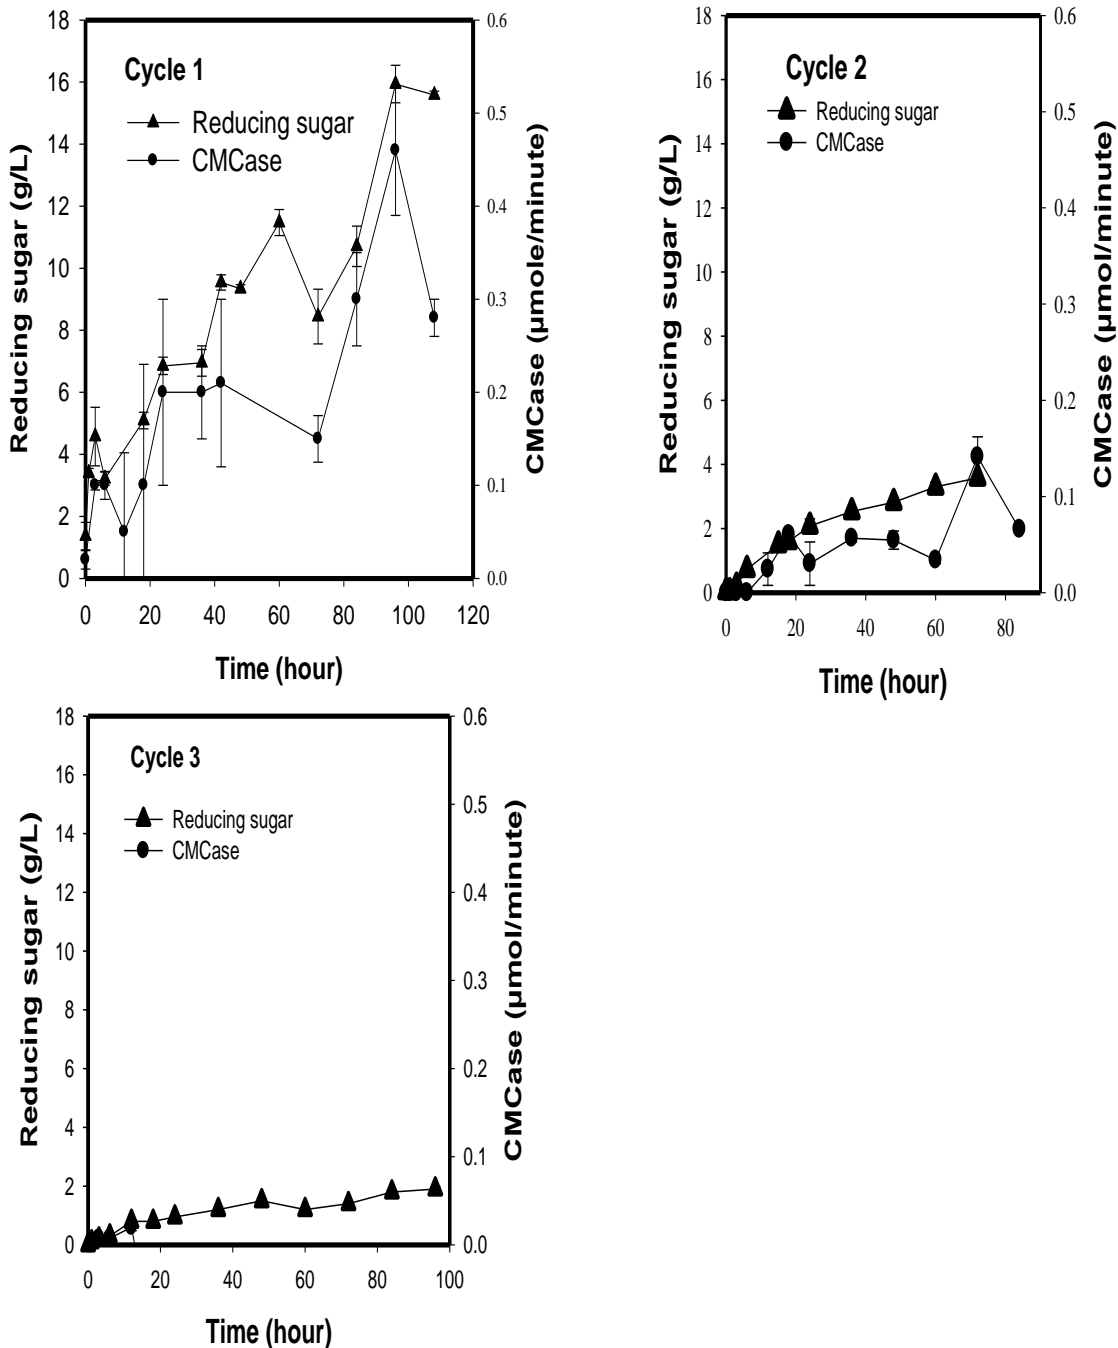 Cycle 1
Reducing sugar
CMCase
Reducing sugar (g/L)
18
16
14
12
10
8
6
4
2
0
CMCase (µmole/minute)
0.6
0.5
0.4
0.3
0.2
0.1
0.0
0 20 40 60 80 100 120
Time (hour)
Cycle 2
Reducing sugar
CMCase
Reducing sugar (g/L)
18
16
14
12
10
8
6
4
2
0
CMCase (µmol/minute)
0.6
0.5
0.4
0.3
0.2
0.1
0.0
0 20 40 60 80
Time (hour)
Cycle 3
Reducing sugar
CMCase
Reducing sugar (g/L)
18
16
14
12
10
8
6
4
2
0
CMCase (µmol/minute)
0.6
0.5
0.4
0.3
0.2
0.1
0.0
0 20 40 60 80 100
Time (hour)